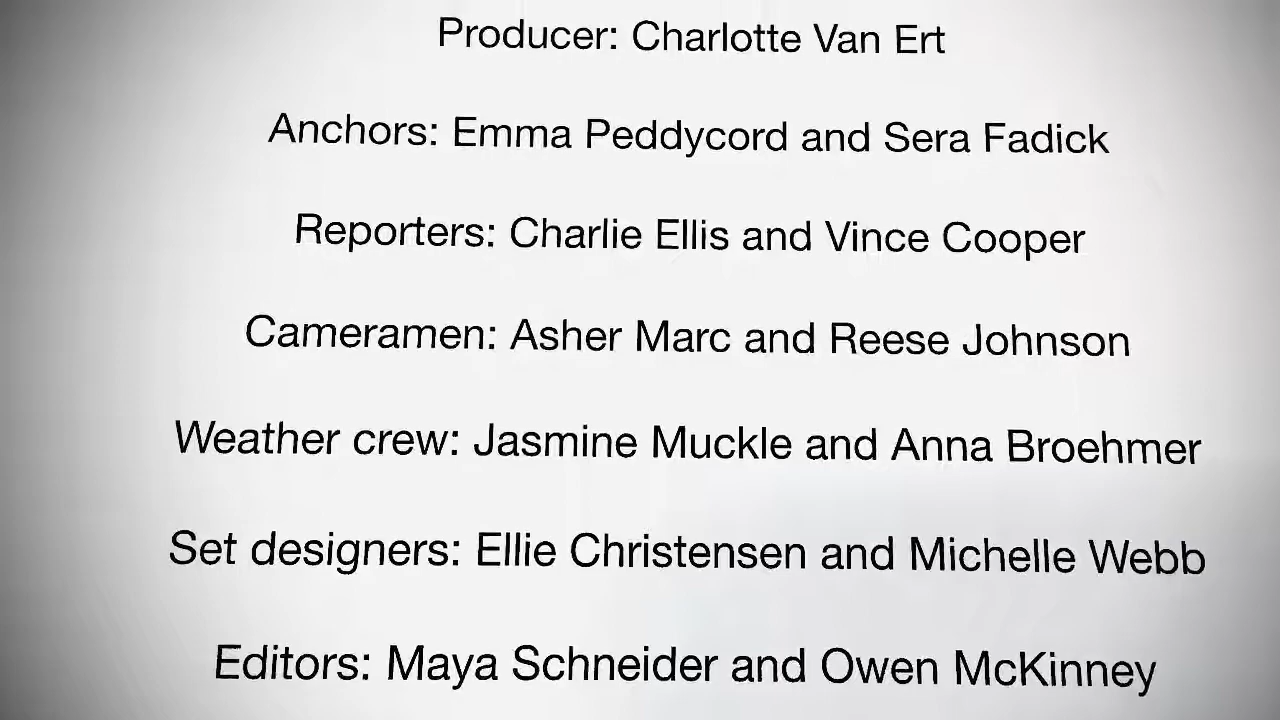 Producer: Charlotte Van Ert
Anchors: Emma Peddycord and Sera Fadick
Reporters: Charlie Ellis and Vince Cooper
Cameramen: Asher Marc and Reese Johnson
Weather crew: Jasmine Muckle and Anna Broehmer
Set designers: Ellie Christensen and Michelle Webb
Editors: Maya Schneider and Owen McKinney